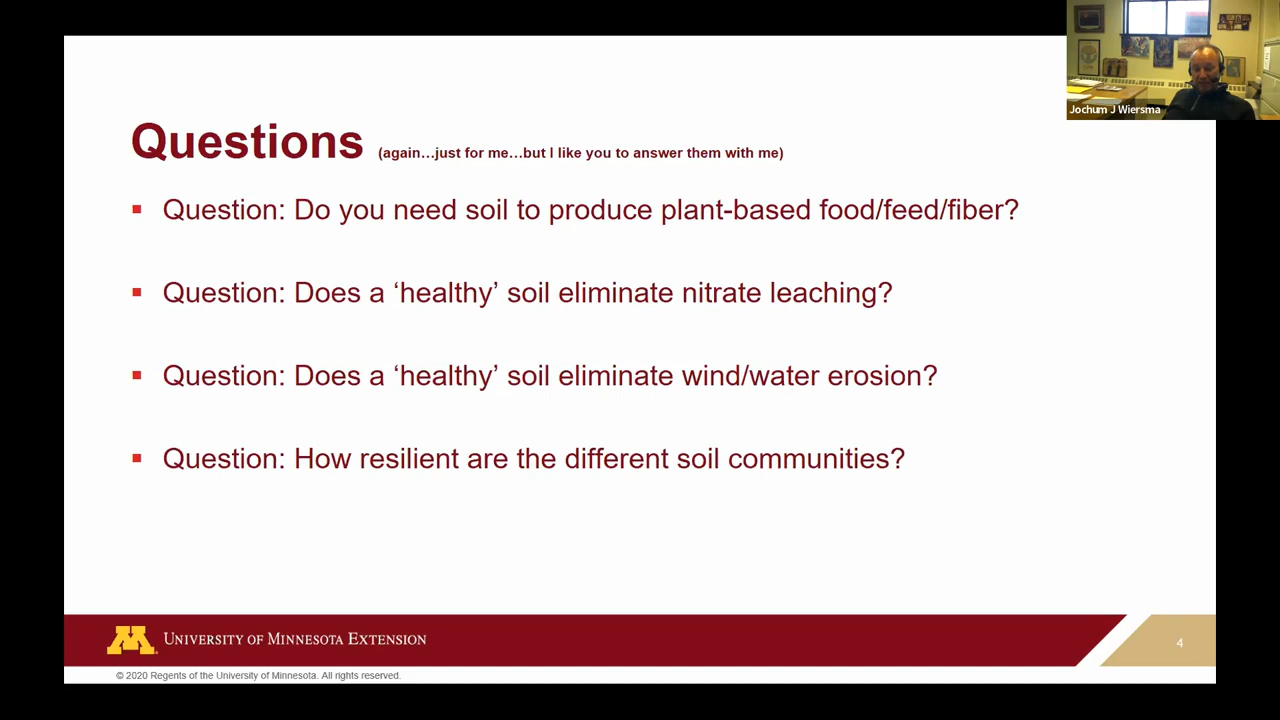 Jochum J Wiersma
Questions (again...just for me...but I like you to answer them with me)
▪ Question: Do you need soil to produce plant-based food/feed/fiber?
▪ Question: Does a ‘healthy’ soil eliminate nitrate leaching?
▪ Question: Does a ‘healthy’ soil eliminate wind/water erosion?
▪ Question: How resilient are the different soil communities?
M UNIVERSITY OF MINNESOTA EXTENSION
4
© 2020 Regents of the University of Minnesota. All rights reserved.